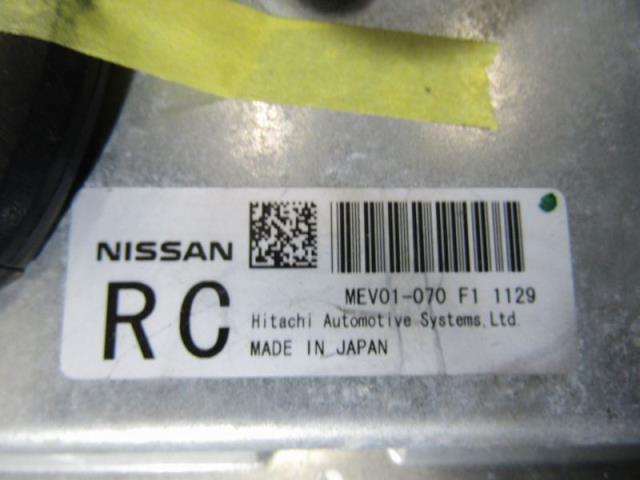 NISSAN
RC
MEV01-070 F1 1129
Hitachi Automotive Systems,Ltd.
MADE IN JAPAN